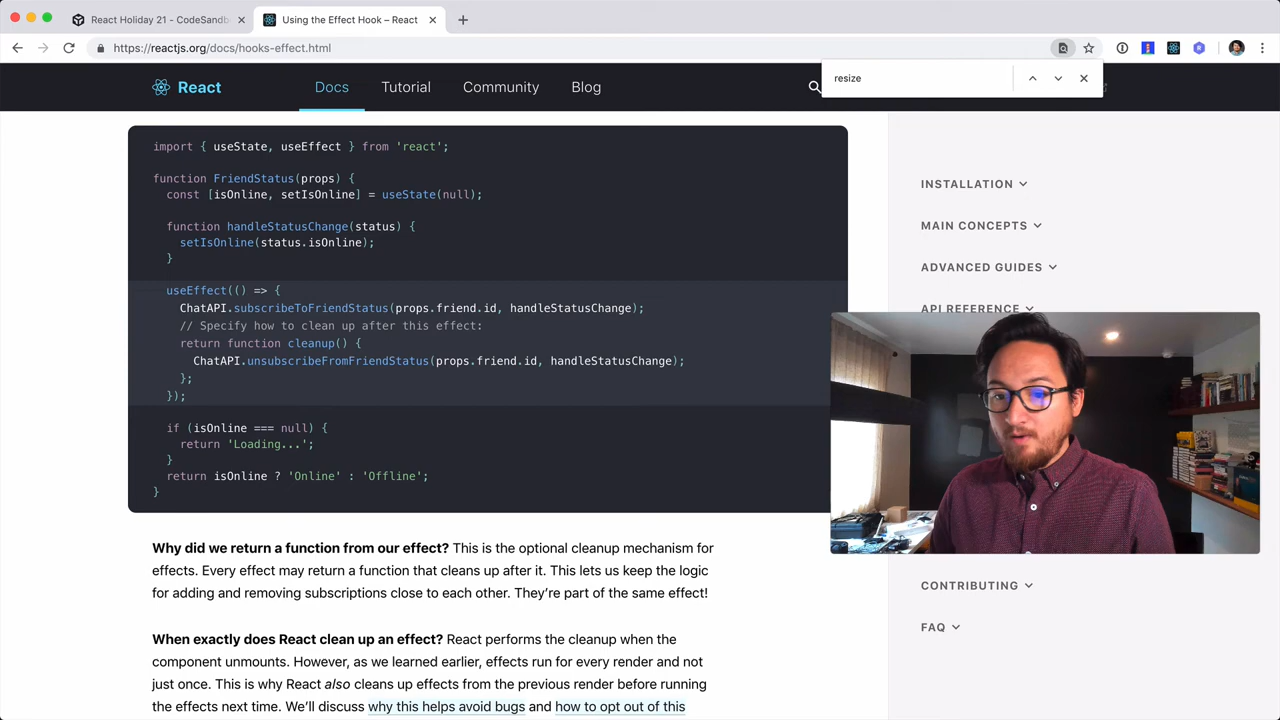 React Holiday 21 - CodeSandb
Using the Effect Hook – React
https://reactjs.org/docs/hooks-effect.html
resize
React
Docs
Tutorial
Community
Blog
import { useState, useEffect } from 'react';
function FriendStatus(props) {
const [isOnline, setIsOnline] = useState(null);
function handleStatusChange(status) {
setIsOnline(status.isOnline);
}
useEffect(() => {
ChatAPI.subscribeToFriendStatus(props.friend.id, handleStatusChange);
// Specify how to clean up after this effect:
return function cleanup() {
ChatAPI.unsubscribeFromFriendStatus(props.friend.id, handleStatusChange);
};
});
if (isOnline === null) {
return 'Loading...';
}
return isOnline ? 'Online' : 'Offline';
}
Why did we return a function from our effect? This is the optional cleanup mechanism for
effects. Every effect may return a function that cleans up after it. This lets us keep the logic
for adding and removing subscriptions close to each other. They’re part of the same effect!
When exactly does React clean up an effect? React performs the cleanup when the
component unmounts. However, as we learned earlier, effects run for every render and not
just once. This is why React also cleans up effects from the previous render before running
the effects next time. We’ll discuss why this helps avoid bugs and how to opt out of this
INSTALLATION
MAIN CONCEPTS
ADVANCED GUIDES
API REFERENCE
CONTRIBUTING
FAQ